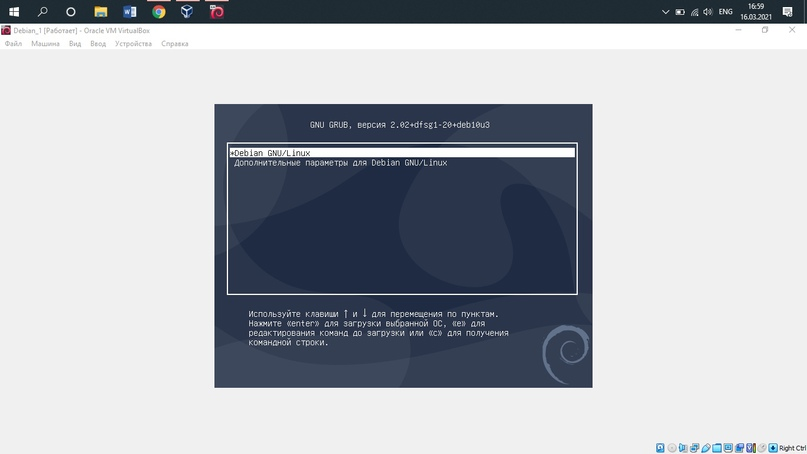 ENG
16:59
16.03.2021
Debian_1 [Работает] - Oracle VM VirtualBox
Файл Машина Вид Ввод Устройства Справка
GNU GRUB, версия 2.02+dfsg1-20+deb10u3
*Debian GNU/Linux
Дополнительные параметры для Debian GNU/Linux
Используйте клавиши ↑ и ↓ для перемещения по пунктам.
Нажмите «enter» для загрузки выбранной ОС, «e» для
редактирования команд до загрузки или «c» для получения
командной строки.
Right Ctrl